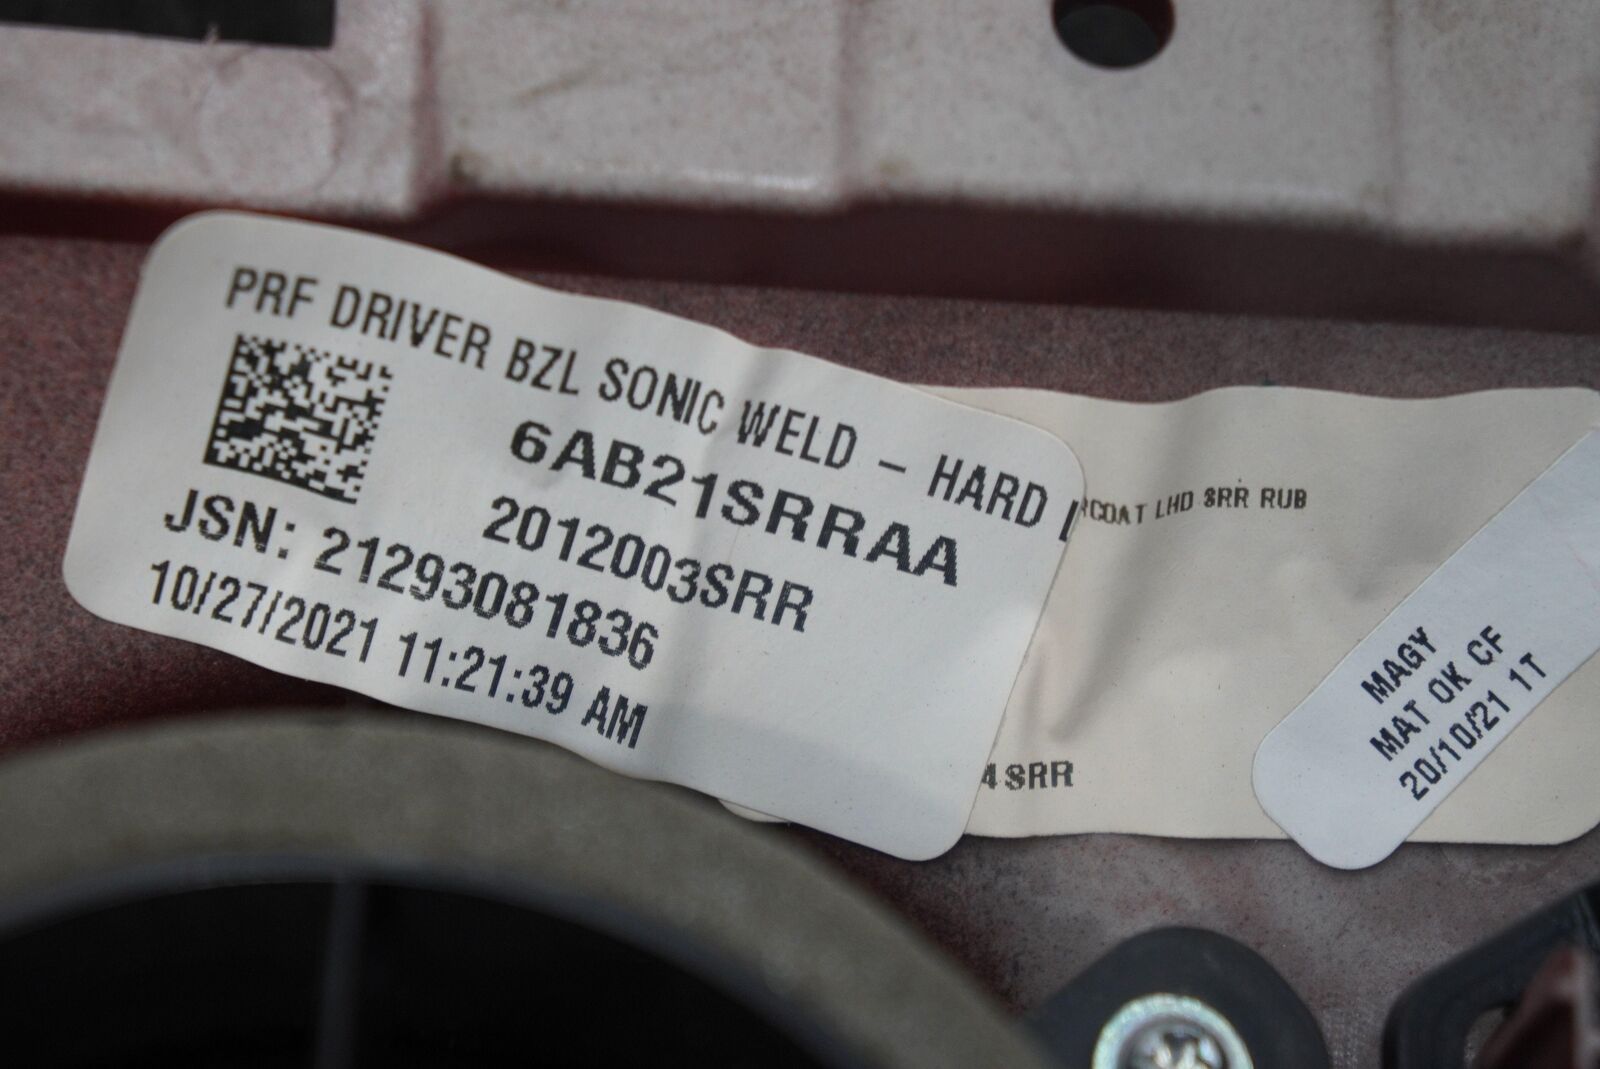 PRF DRIVER BZL SONIC WELD - HARD
6AB21SRRAA
2012003SRR
JSN: 21293081836
10/27/2021 11:21:39 AM
RCOAT LHD SRR RUB
4SRR
MAGY
MAT OK CF
20/10/21 1T